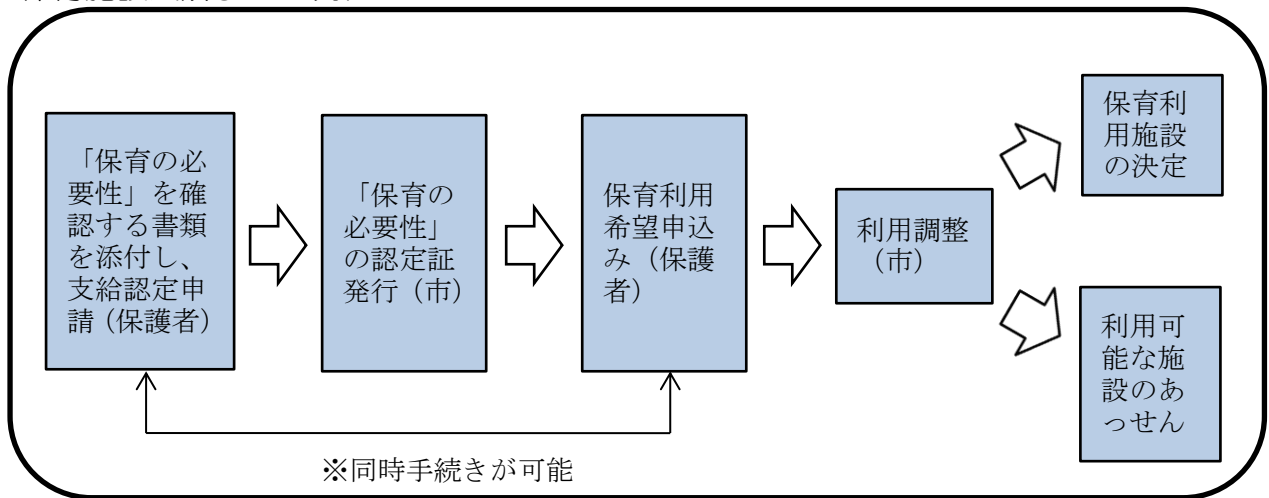 「保育の必
要性」を確
認する書類
を添付し、
支給認定申
請（保護者）
「保育の
必要性」
の認定証
発行（市）
保育利用
希望申込
み（保護
者）
利用調整
（市）
保育利
用施設
の決定
利用可
能な施
設のあ
っせん
※同時手続きが可能